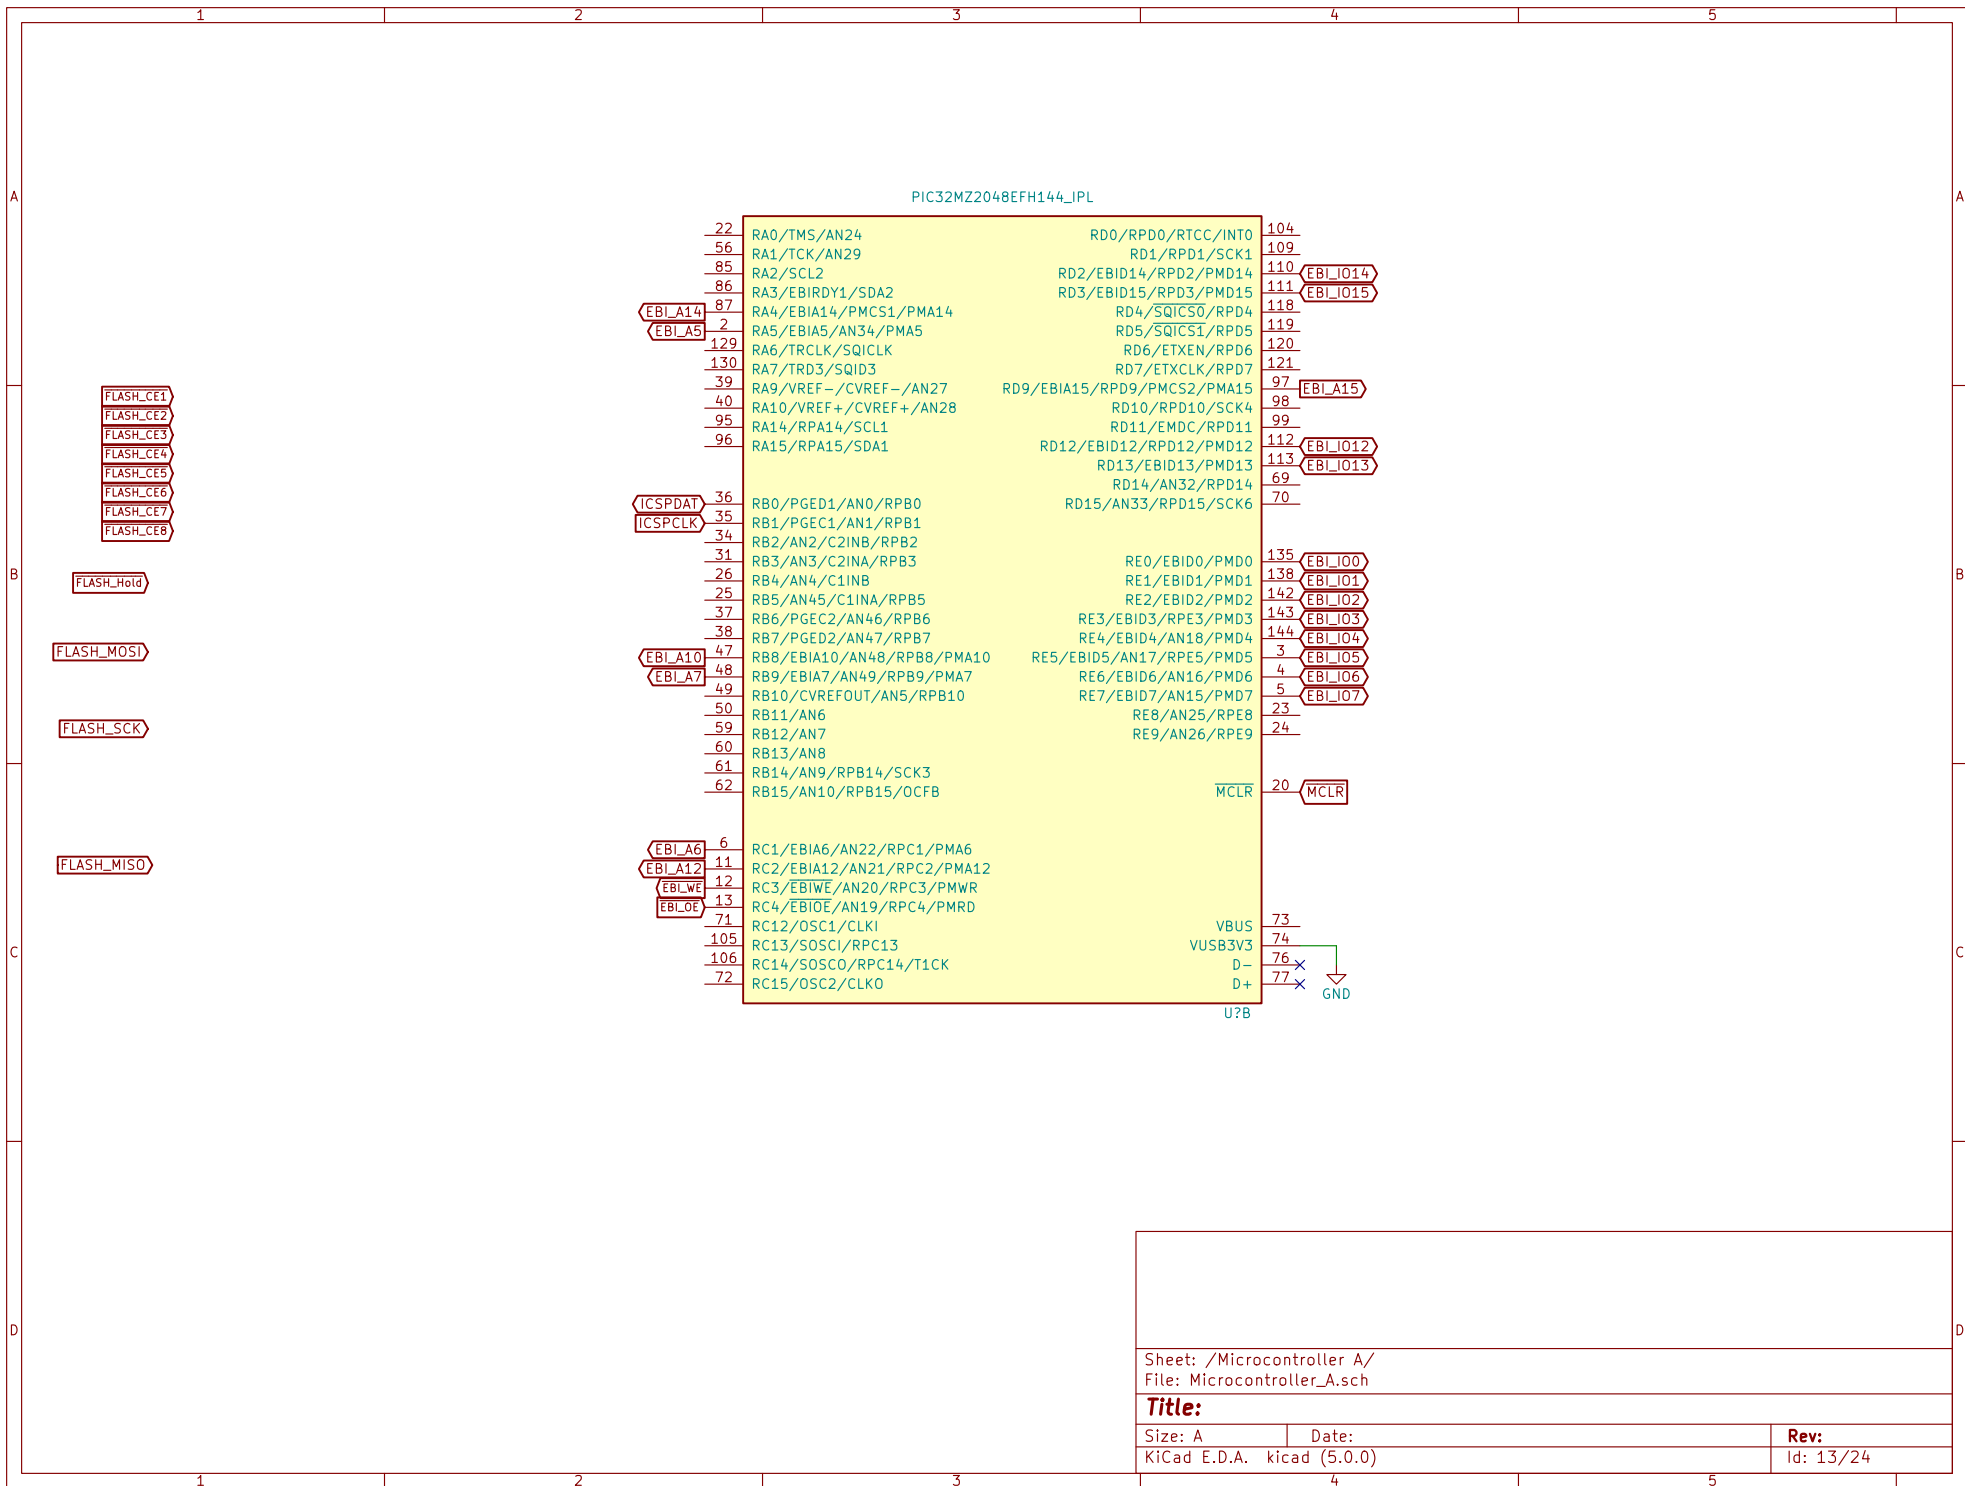 1 2 3 4 5
A A
PIC32MZ2048EFH144_IPL
22 RA0/TMS/AN24 RD0/RPD0/RTCC/INT0 104
56 RA1/TCK/AN29 RD1/RPD1/SCK1 109
85 RA2/SCL2 RD2/EBID14/RPD2/PMD14 110 EBI_IO14
86 RA3/EBIRDY1/SDA2 RD3/EBID15/RPD3/PMD15 111 EBI_IO15
EBI_A14 87 RA4/EBIA14/PMCS1/PMA14 RD4/SQICS0/RPD4 118
EBI_A5 2 RA5/EBIA5/AN34/PMA5 RD5/SQICS1/RPD5 119
129 RA6/TRCLK/SQICLK RD6/ETXEN/RPD6 120
130 RA7/TRD3/SQID3 RD7/ETXCLK/RPD7 121
39 RA9/VREF-/CVREF-/AN27 RD9/EBIA15/RPD9/PMCS2/PMA15 97 EBI_A15
40 RA10/VREF+/CVREF+/AN28 RD10/RPD10/SCK4 98
95 RA14/RPA14/SCL1 RD11/EMDC/RPD11 99
96 RA15/RPA15/SDA1 RD12/EBID12/RPD12/PMD12 112 EBI_IO12
RD13/EBID13/PMD13 113 EBI_IO13
RD14/AN32/RPD14 69
ICSPDAT 36 RB0/PGED1/AN0/RPB0 RD15/AN33/RPD15/SCK6 70
ICSPCLK 35 RB1/PGEC1/AN1/RPB1
34 RB2/AN2/C2INB/RPB2
31 RB3/AN3/C2INA/RPB3 RE0/EBID0/PMD0 135 EBI_IO0
26 RB4/AN4/C1INB RE1/EBID1/PMD1 138 EBI_IO1
25 RB5/AN45/C1INA/RPB5 RE2/EBID2/PMD2 142 EBI_IO2
37 RB6/PGEC2/AN46/RPB6 RE3/EBID3/RPE3/PMD3 143 EBI_IO3
38 RB7/PGED2/AN47/RPB7 RE4/EBID4/AN18/PMD4 144 EBI_IO4
EBI_A10 47 RB8/EBIA10/AN48/RPB8/PMA10 RE5/EBID5/AN17/RPE5/PMD5 3 EBI_IO5
EBI_A7 48 RB9/EBIA7/AN49/RPB9/PMA7 RE6/EBID6/AN16/PMD6 4 EBI_IO6
49 RB10/CVREFOUT/AN5/RPB10 RE7/EBID7/AN15/PMD7 5 EBI_IO7
50 RB11/AN6 RE8/AN25/RPE8 23
59 RB12/AN7 RE9/AN26/RPE9 24
60 RB13/AN8
61 RB14/AN9/RPB14/SCK3
62 RB15/AN10/RPB15/OCFB MCLR 20 MCLR
EBI_A6 6 RC1/EBIA6/AN22/RPC1/PMA6
EBI_A12 11 RC2/EBIA12/AN21/RPC2/PMA12
EBI_WE 12 RC3/EBIWE/AN20/RPC3/PMWR
EBI_OE 13 RC4/EBIOE/AN19/RPC4/PMRD
71 RC12/OSC1/CLKI VBUS 73
105 RC13/SOSCI/RPC13 VUSB3V3 74
106 RC14/SOSCO/RPC14/T1CK D- 76
72 RC15/OSC2/CLKO D+ 77
GND
U?B
FLASH_CE1
FLASH_CE2
FLASH_CE3
FLASH_CE4
FLASH_CE5
FLASH_CE6
FLASH_CE7
FLASH_CE8
B B
FLASH_Hold
FLASH_MOSI
FLASH_SCK
FLASH_MISO
C C
D D
Sheet: /Microcontroller A/
File: Microcontroller_A.sch
Title:
Size: A Date: Rev:
KiCad E.D.A. kicad (5.0.0) Id: 13/24
1 2 3 4 5